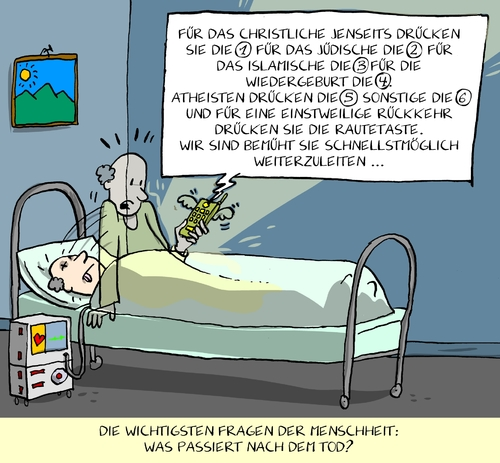 FÜR DAS CHRISTLICHE JENSEITS DRÜCKEN
SIE DIE 1 FÜR DAS JÜDISCHE DIE 2 FÜR
DAS ISLAMISCHE DIE 3 FÜR DIE
WIEDERGEBURT DIE 4.
ATHEISTEN DRÜCKEN DIE 5 SONSTIGE DIE 6
UND FÜR EINE EINSTWEILIGE RÜCKKEHR
DRÜCKEN SIE DIE RAUTETASTE.
WIR SIND BEMÜHT SIE SCHNELLSTMÖGLICH
WEITERZULEITEN ...
DIE WICHTIGSTEN FRAGEN DER MENSCHHEIT:
WAS PASSIERT NACH DEM TOD?